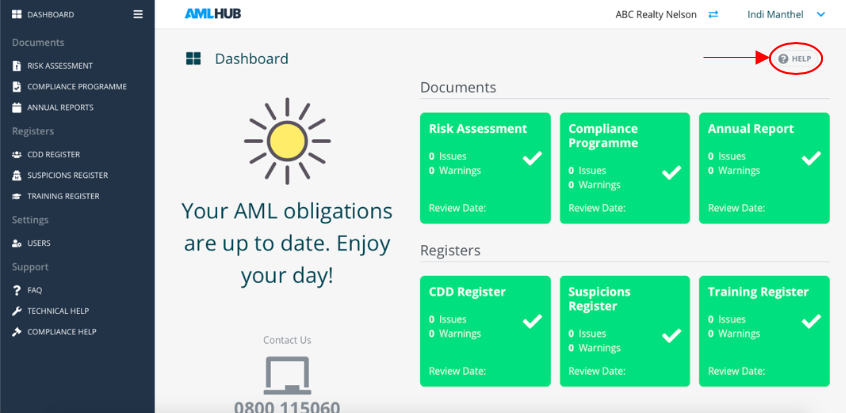 DASHBOARD
Documents
RISK ASSESSMENT
COMPLIANCE PROGRAMME
ANNUAL REPORTS
Registers
CDD REGISTER
SUSPICIONS REGISTER
TRAINING REGISTER
Settings
USERS
Support
FAQ
TECHNICAL HELP
COMPLIANCE HELP
AMLHUB
ABC Realty Nelson
Indi Manthel
Dashboard
HELP
Your AML obligations
are up to date. Enjoy
your day!
Contact Us
0800 115060
Documents
Risk Assessment
0 Issues
0 Warnings
Review Date:
Compliance
Programme
0 Issues
0 Warnings
Review Date:
Annual Report
0 Issues
0 Warnings
Review Date:
Registers
CDD Register
0 Issues
0 Warnings
Review Date:
Suspicions
Register
0 Issues
0 Warnings
Review Date:
Training Register
0 Issues
0 Warnings
Review Date: